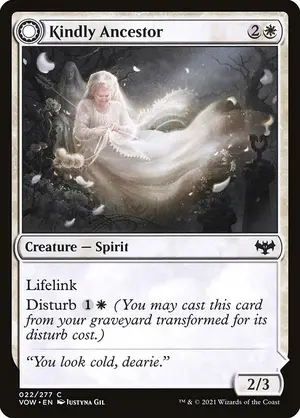 Kindly Ancestor 2
Creature — Spirit
Lifelink
Disturb 1 (You may cast this card
from your graveyard transformed for its
disturb cost.)
"You look cold, dearie."
2/3
022/277 C
VOW • EN Justyna Gil
™ & © 2021 Wizards of the Coast